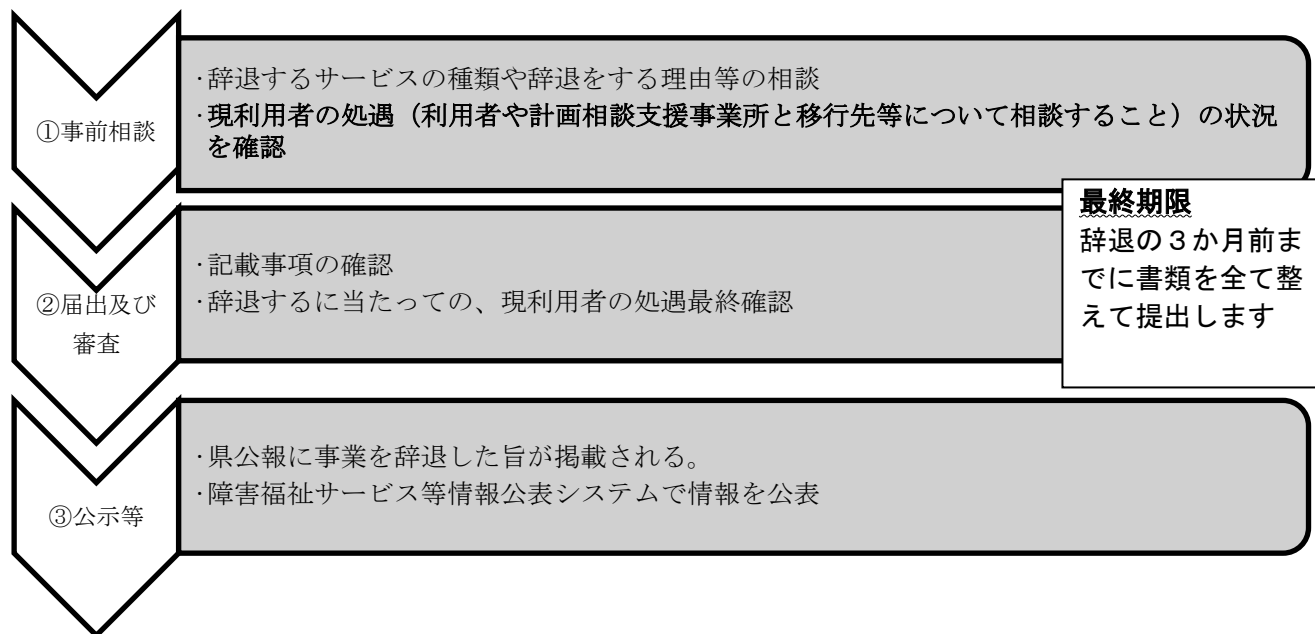 ①事前相談
・辞退するサービスの種類や辞退をする理由等の相談
・現利用者の処遇（利用者や計画相談支援事業所と移行先等について相談すること）の状況
を確認
最終期限
辞退の３か月前ま
でに書類を全て整
えて提出します
②届出及び
審査
・記載事項の確認
・辞退するに当たっての、現利用者の処遇最終確認
③公示等
・県公報に事業を辞退した旨が掲載される。
・障害福祉サービス等情報公表システムで情報を公表